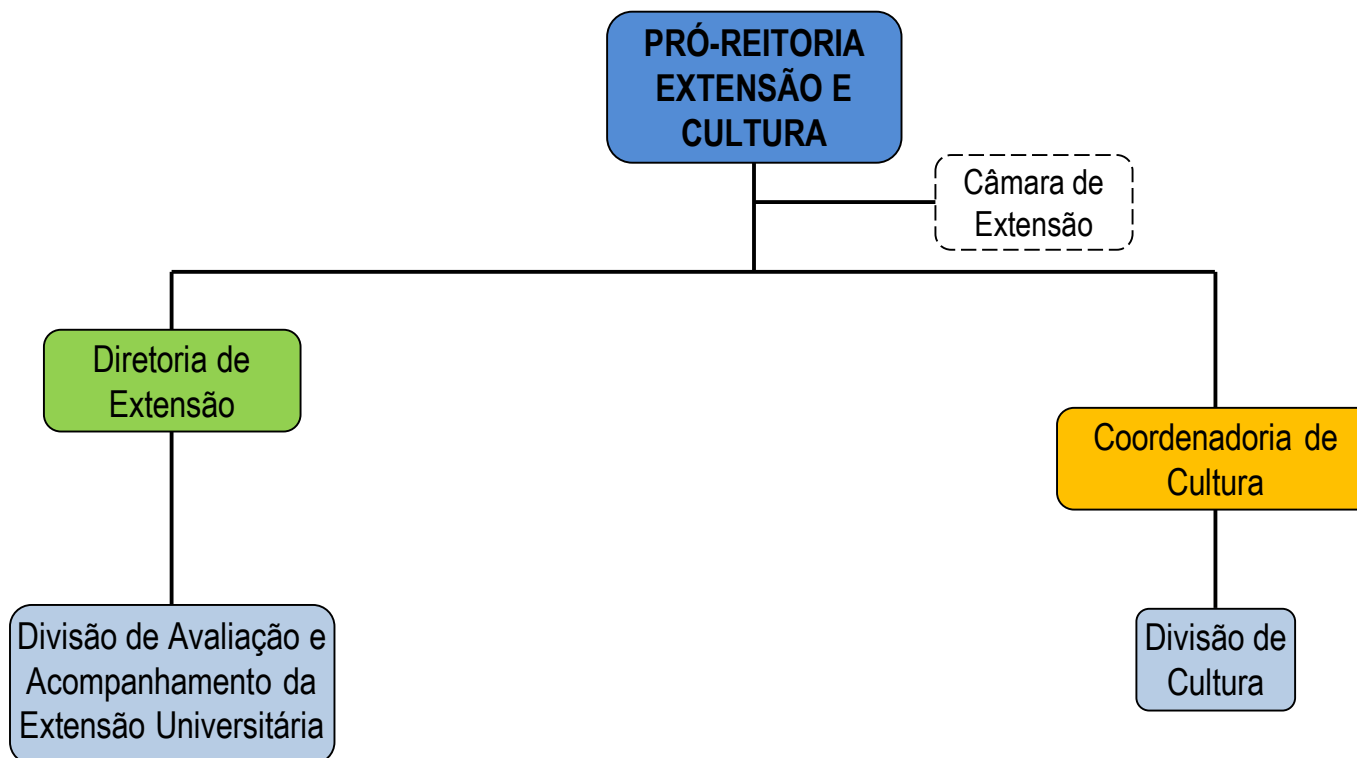 PRÓ-REITORIA
EXTENSÃO E
CULTURA
Câmara de
Extensão
Diretoria de
Extensão
Coordenadoria de
Cultura
Divisão de Avaliação e
Acompanhamento da
Extensão Universitária
Divisão de
Cultura